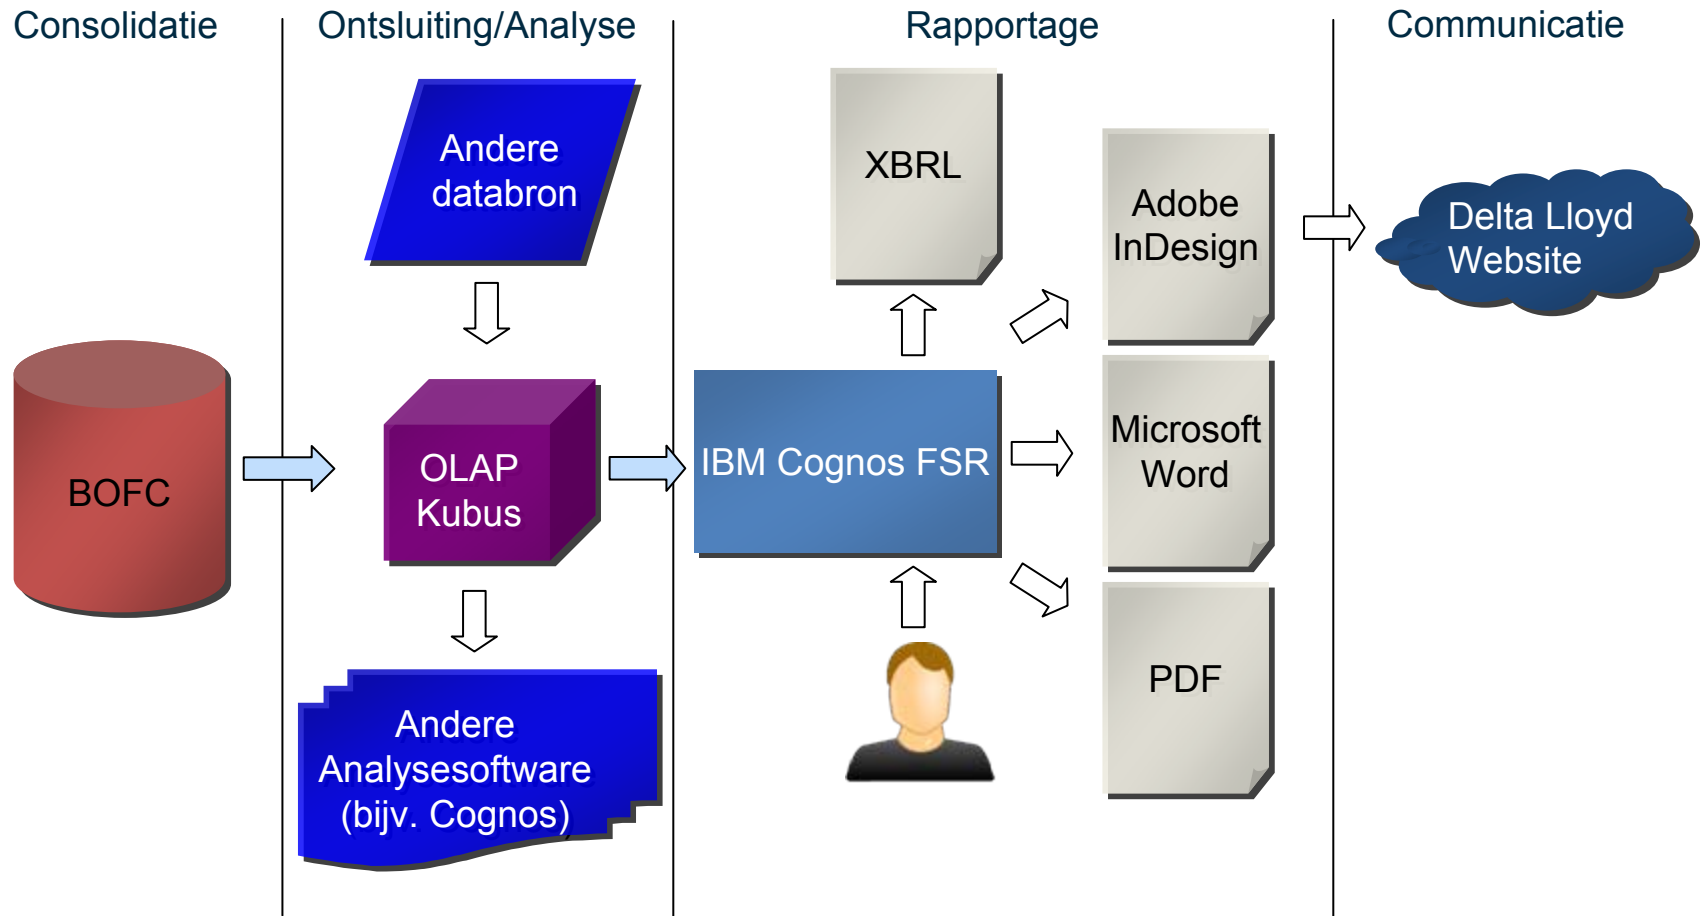 Consolidatie
Ontsluiting/Analyse
Rapportage
Communicatie
Andere
databron
XBRL
Adobe
InDesign
Delta Lloyd
Website
BOFC
OLAP
Kubus
IBM Cognos FSR
Microsoft
Word
PDF
Andere
Analysesoftware
(bijv. Cognos)